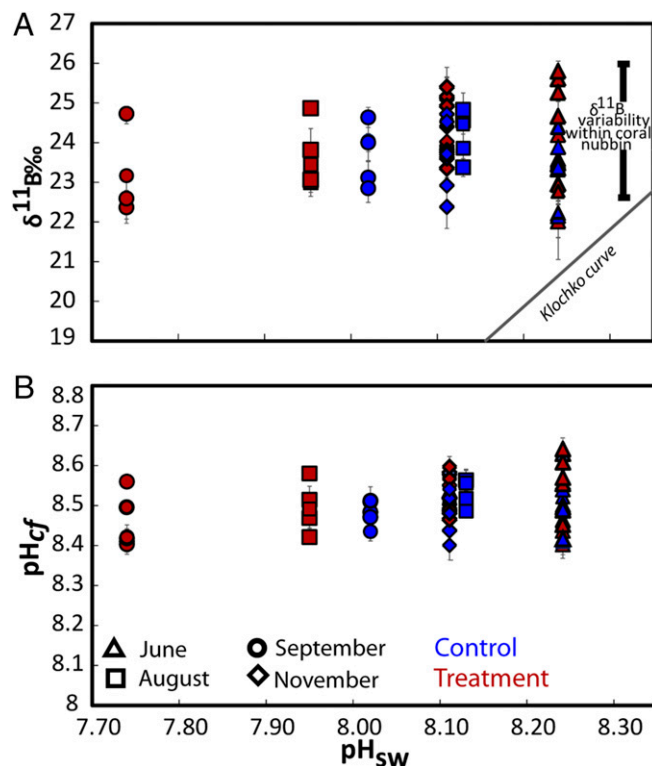 A
26
25
24
23
22
21
20
19
δ¹¹B‰
δ¹¹B
variability
within coral
nubbin
Klochko curve
B
8.8
8.7
8.6
8.5
8.4
8.3
8.2
8.1
8
pHcf
June
September
Control
August
November
Treatment
7.70 7.80 7.90 8.00 8.10 8.20 8.30
pHsw